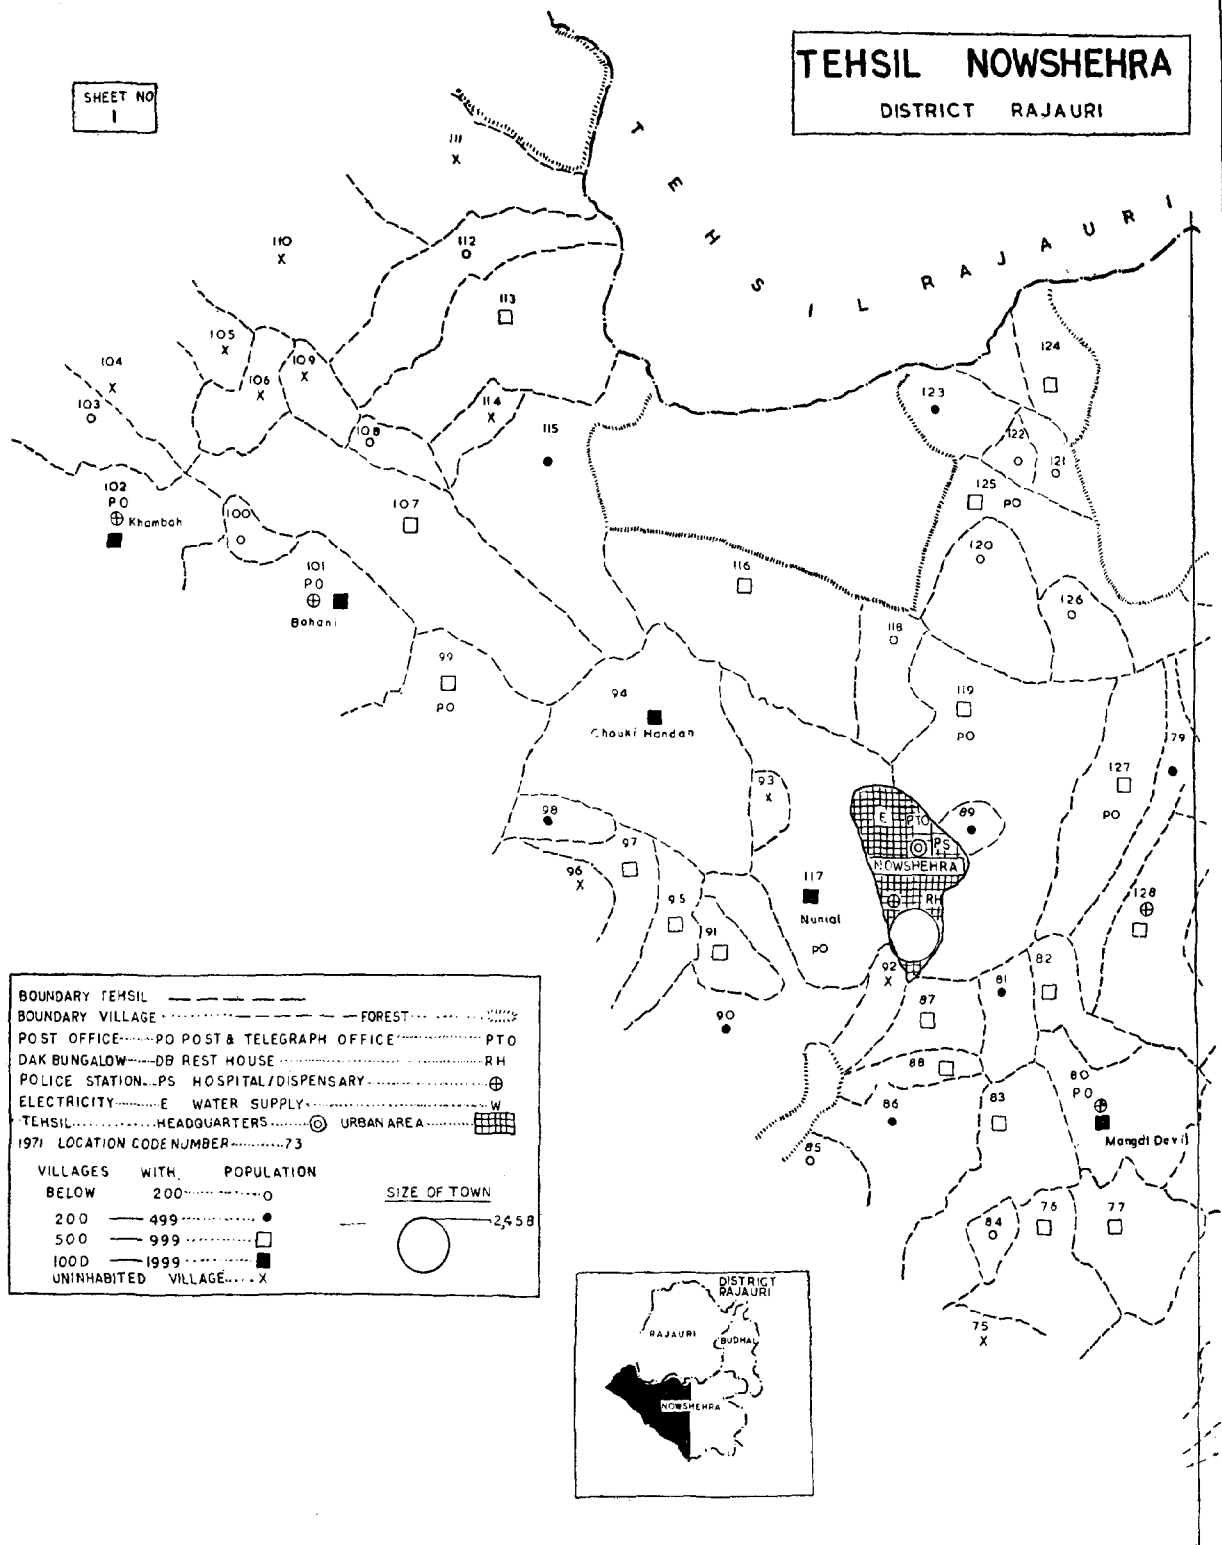 TEHSIL NOWSHEHRA
DISTRICT RAJAURI
SHEET NO
1
TEHSIL RAJAURI
111
110
112
113
105
109
104
106
103
114
108
115
124
123
122
121
102
PO
Khambah
100
107
125
PO
101
PO
Bahani
116
120
126
118
99
PO
94
Chouki Handan
119
PO
79
127
PO
93
98
E
PTO
89
PS
NOWSHEHRA
97
96
117
Nunial
PO
RH
128
95
91
92
90
81
82
87
88
80
PO
Mangdi Devi
86
83
85
84
76
77
75
BOUNDARY TEHSIL
BOUNDARY VILLAGE FOREST
POST OFFICE PO POST & TELEGRAPH OFFICE PTO
DAK BUNGALOW DB REST HOUSE RH
POLICE STATION PS HOSPITAL/DISPENSARY
ELECTRICITY E WATER SUPPLY W
TEHSIL HEADQUARTERS URBAN AREA
1971 LOCATION CODE NUMBER 73
VILLAGES WITH POPULATION
BELOW 200
200 — 499
500 — 999
1000 — 1999
UNINHABITED VILLAGE X
SIZE OF TOWN
2,458
DISTRICT
RAJAURI
RAJAURI
BUDHAL
NOWSHEHRA